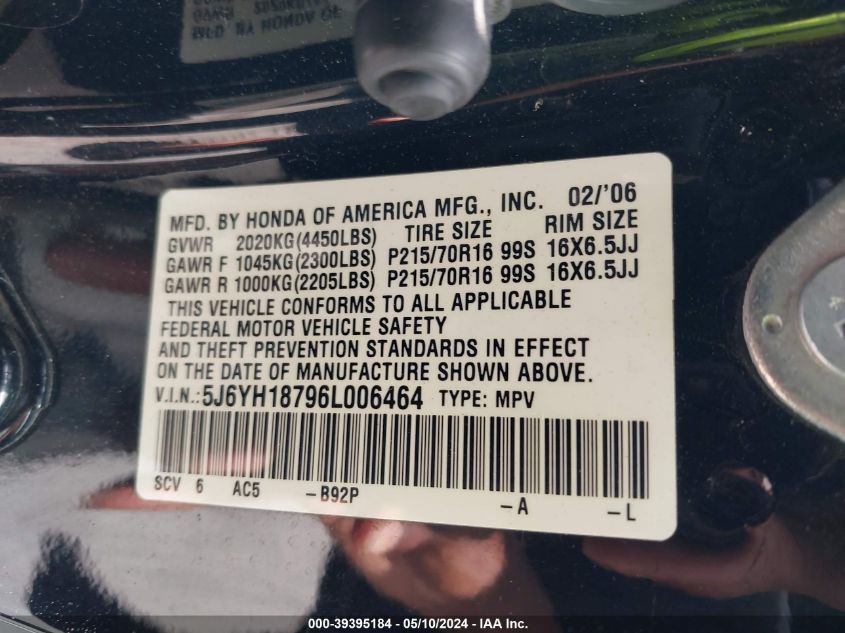 MFD. BY HONDA OF AMERICA MFG., INC. 02/'06
GVWR 2020KG(4450LBS) TIRE SIZE RIM SIZE
GAWR F 1045KG(2300LBS) P215/70R16 99S 16X6.5JJ
GAWR R 1000KG(2205LBS) P215/70R16 99S 16X6.5JJ
THIS VEHICLE CONFORMS TO ALL APPLICABLE
FEDERAL MOTOR VEHICLE SAFETY
AND THEFT PREVENTION STANDARDS IN EFFECT
ON THE DATE OF MANUFACTURE SHOWN ABOVE.
V.I.N.:5J6YH18796L006464 TYPE: MPV
SCV 6 AC5 -B92P -A -L
000-39395184 - 05/10/2024 - IAA Inc.